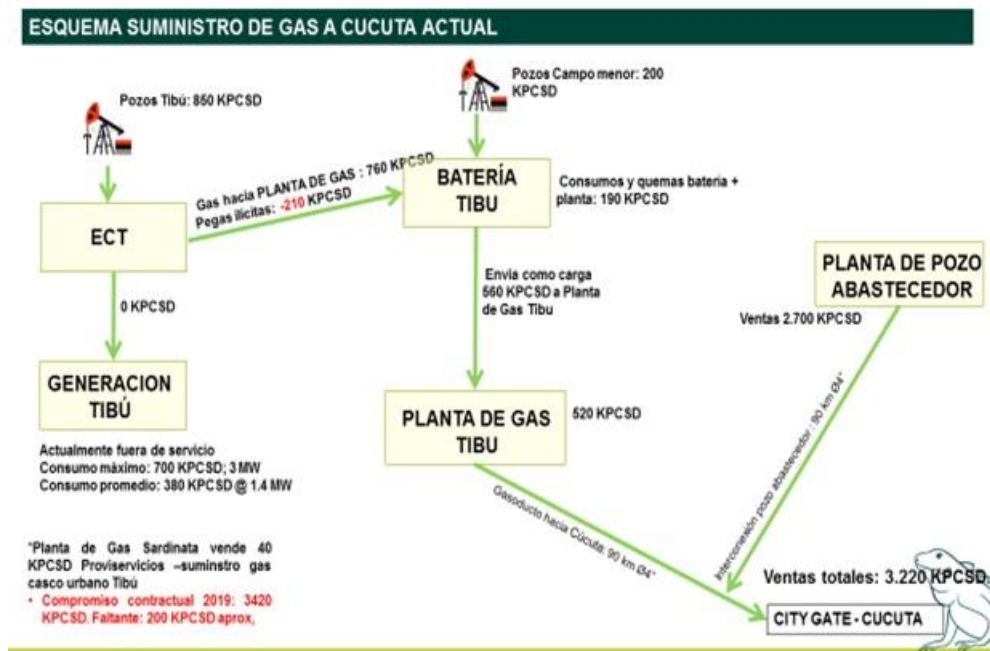 ESQUEMA SUMINISTRO DE GAS A CUCUTA ACTUAL
Pozos Tibú: 850 KPCSD
Pozos Campo menor: 200
KPCSD
Gas hacia PLANTA DE GAS : 760 KPCSD
Pegas ilicitas: -210 KPCSD
BATERÍA
TIBU
Consumos y quemas batería +
planta: 190 KPCSD
ECT
PLANTA DE POZO
ABASTECEDOR
Envia como carga
560 KPCSD a Planta
de Gas Tibu
0 KPCSD
Ventas 2.700 KPCSD
GENERACION
TIBÚ
PLANTA DE GAS
TIBU
520 KPCSD
Actualmente fuera de servicio
Consumo máximo: 700 KPCSD; 3 MW
Consumo promedio: 380 KPCSD @ 1.4 MW
Gasoducto hacia Cúcuta: 90 km Ø4"
Interconexión pozo abastecedor : 90 km Ø4"
"Planta de Gas Sardinata vende 40
KPCSD Proviservicios –suminstro gas
casco urbano Tibú
• Compromiso contractual 2019: 3420
KPCSD. Faltante: 200 KPCSD aprox,
Ventas totales: 3.220 KPCSD
CITY GATE - CUCUTA